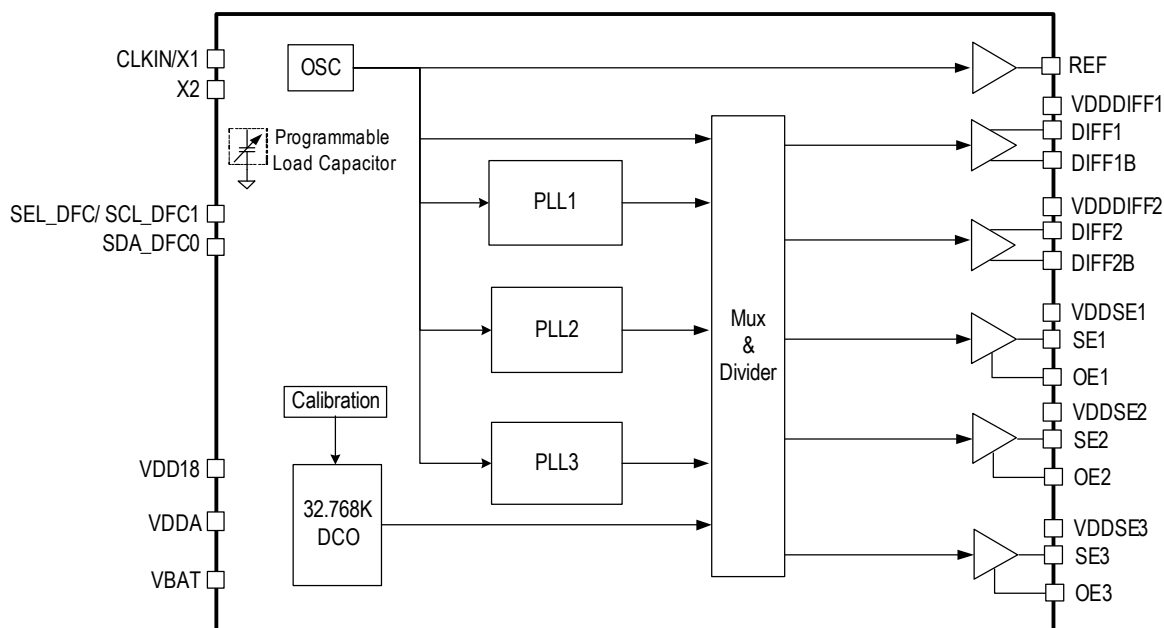 CLKIN/X1
X2
OSC
Programmable
Load Capacitor
SEL_DFC/ SCL_DFC1
SDA_DFC0
PLL1
PLL2
PLL3
Calibration
32.768K
DCO
VDD18
VDDA
VBAT
Mux
&
Divider
REF
VDDDIFF1
DIFF1
DIFF1B
VDDDIFF2
DIFF2
DIFF2B
VDDSE1
SE1
OE1
VDDSE2
SE2
OE2
VDDSE3
SE3
OE3